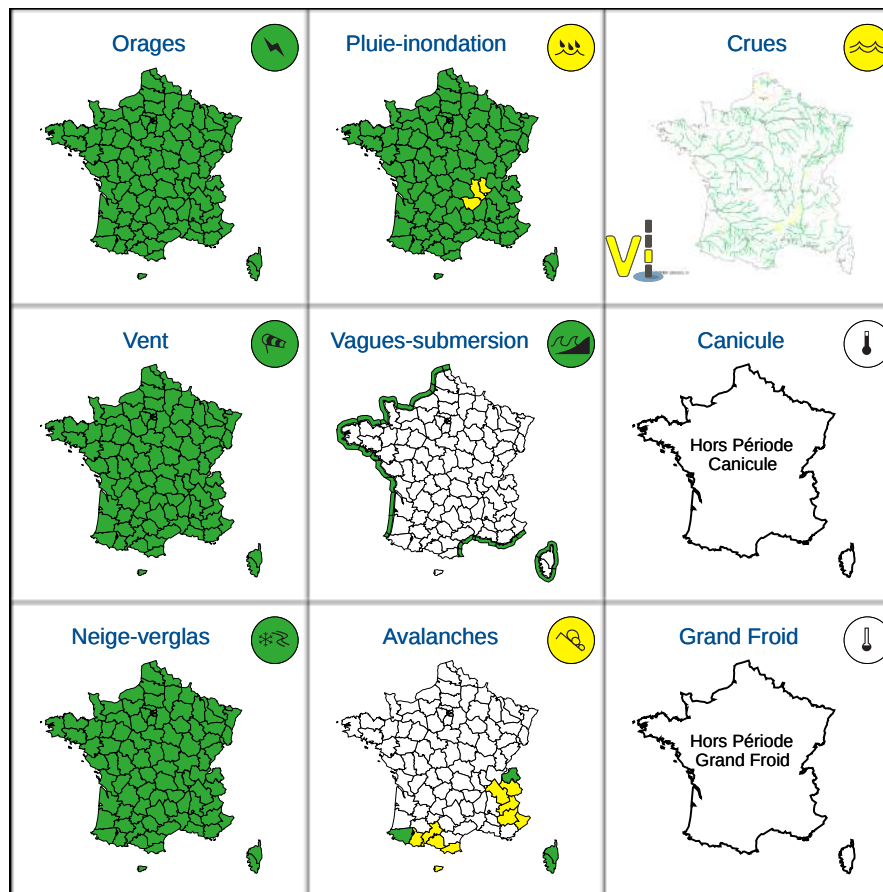 Orages
Pluie-inondation
Crues
V
Vent
Vagues-submersion
Canicule
Hors Période
Canicule
Neige-verglas
Avalanches
Grand Froid
Hors Période
Grand Froid